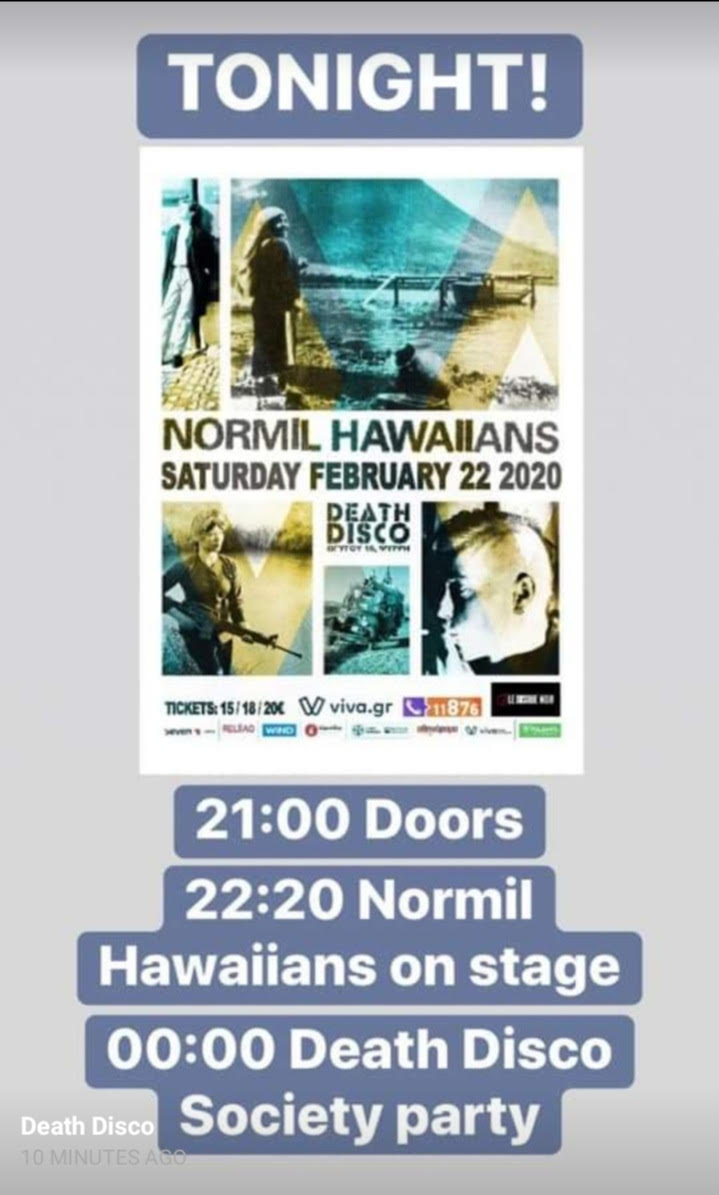 TONIGHT!
NORMIL HAWAIIANS
SATURDAY FEBRUARY 22 2020
DEATH
DISCO
TICKETS: 15/18/20€ viva.gr 11876
WIND
21:00 Doors
22:20 Normil
Hawaiians on stage
00:00 Death Disco
Society party
Death Disco
10 MINUTES AGO